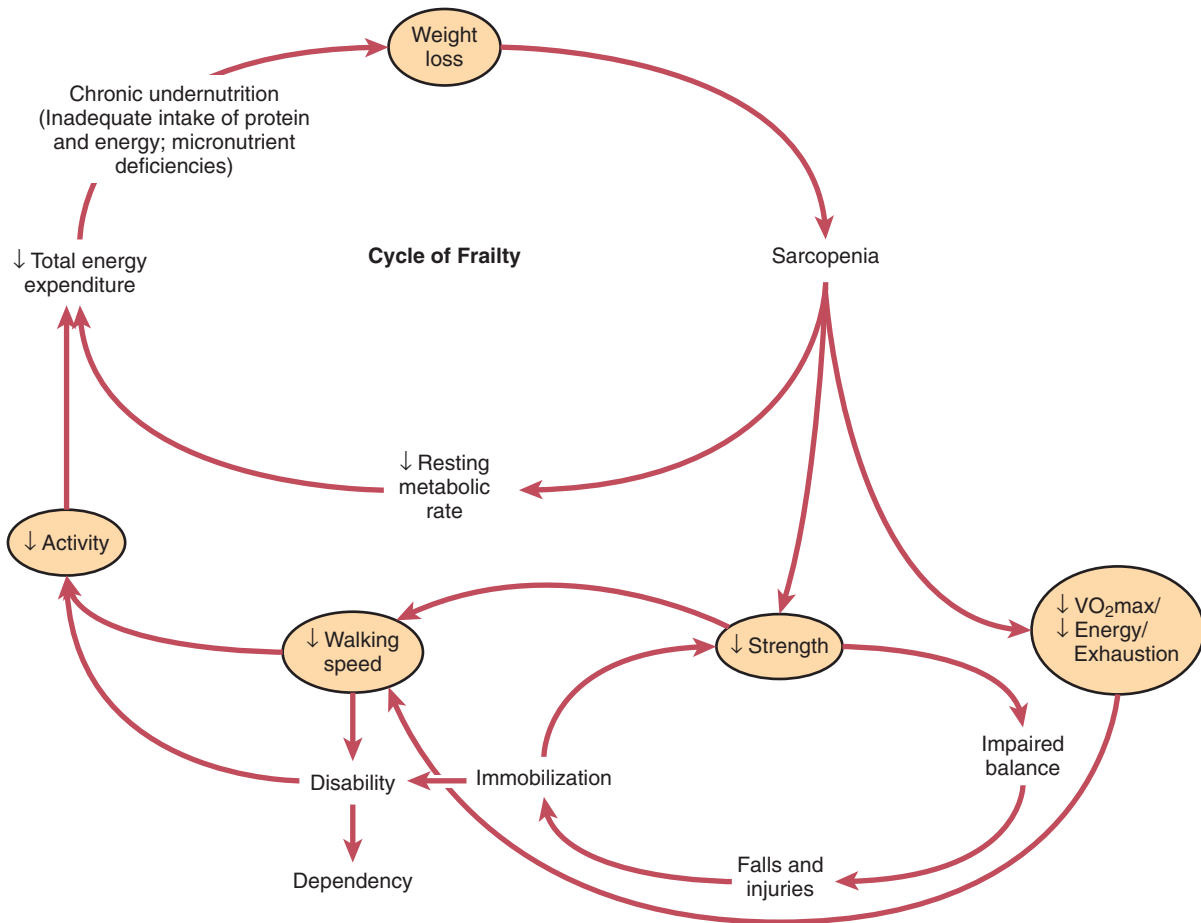 Weight
loss
Chronic undernutrition
(Inadequate intake of protein
and energy; micronutrient
deficiencies)
↓ Total energy
expenditure
Cycle of Frailty
Sarcopenia
↓ Resting
metabolic
rate
↓ Activity
↓ Walking
speed
↓ Strength
↓ VO₂max/
↓ Energy/
Exhaustion
Impaired
balance
Disability
Immobilization
Falls and
injuries
Dependency